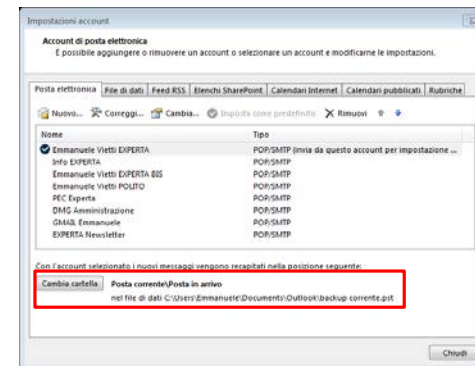 Impostazioni account
Account di posta elettronica
È possibile aggiungere o rimuovere un account o selezionare un account e modificarne le impostazioni.
Posta elettronica File di dati Feed RSS Elenchi SharePoint Calendari Internet Calendari pubblicati Rubriche
Nuovo... Correggi... Cambia... Imposta come predefinito Rimuovi
Nome Tipo
Emmanuele Vietti EXPERTA POP/SMTP (invia da questo account per impostazione ...
Info EXPERTA POP/SMTP
Emmanuele Vietti EXPERTA BIS POP/SMTP
Emmanuele Vietti POLITO POP/SMTP
PEC Experta POP/SMTP
DMG Amministrazione POP/SMTP
GMAIL Emmanuele POP/SMTP
EXPERTA Newsletter POP/SMTP
Con l'account selezionato i nuovi messaggi vengono recapitati nella posizione seguente:
Cambia cartella Posta corrente\Posta in arrivo
nel file di dati C:\Users\Emmanuele\Documents\Outlook\backup corrente.pst
Chiudi